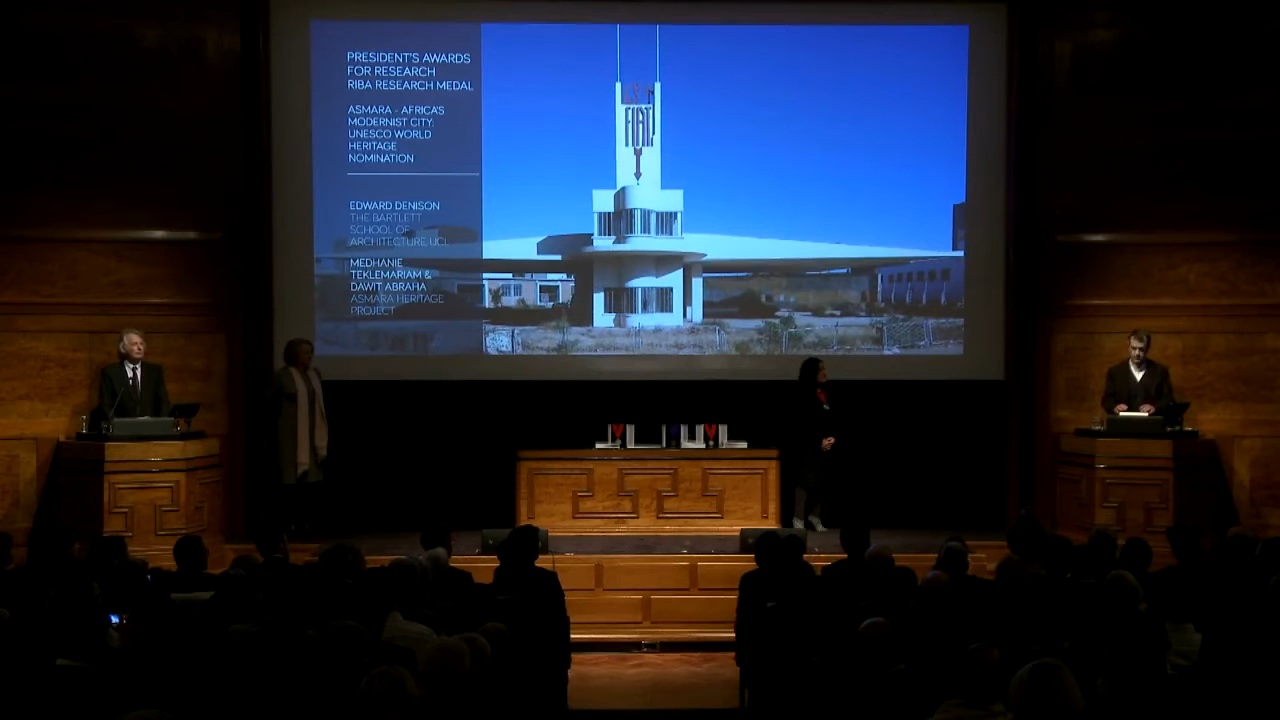 PRESIDENT'S AWARDS
FOR RESEARCH
RIBA RESEARCH MEDAL
ASMARA - AFRICA'S
MODERNIST CITY:
UNESCO WORLD
HERITAGE
NOMINATION
EDWARD DENISON
THE BARTLETT
SCHOOL OF
ARCHITECTURE, UCL
MEDHANIE
TEKLEMARIAM &
DAWIT ABRAHA
ASMARA HERITAGE
PROJECT
FIAT